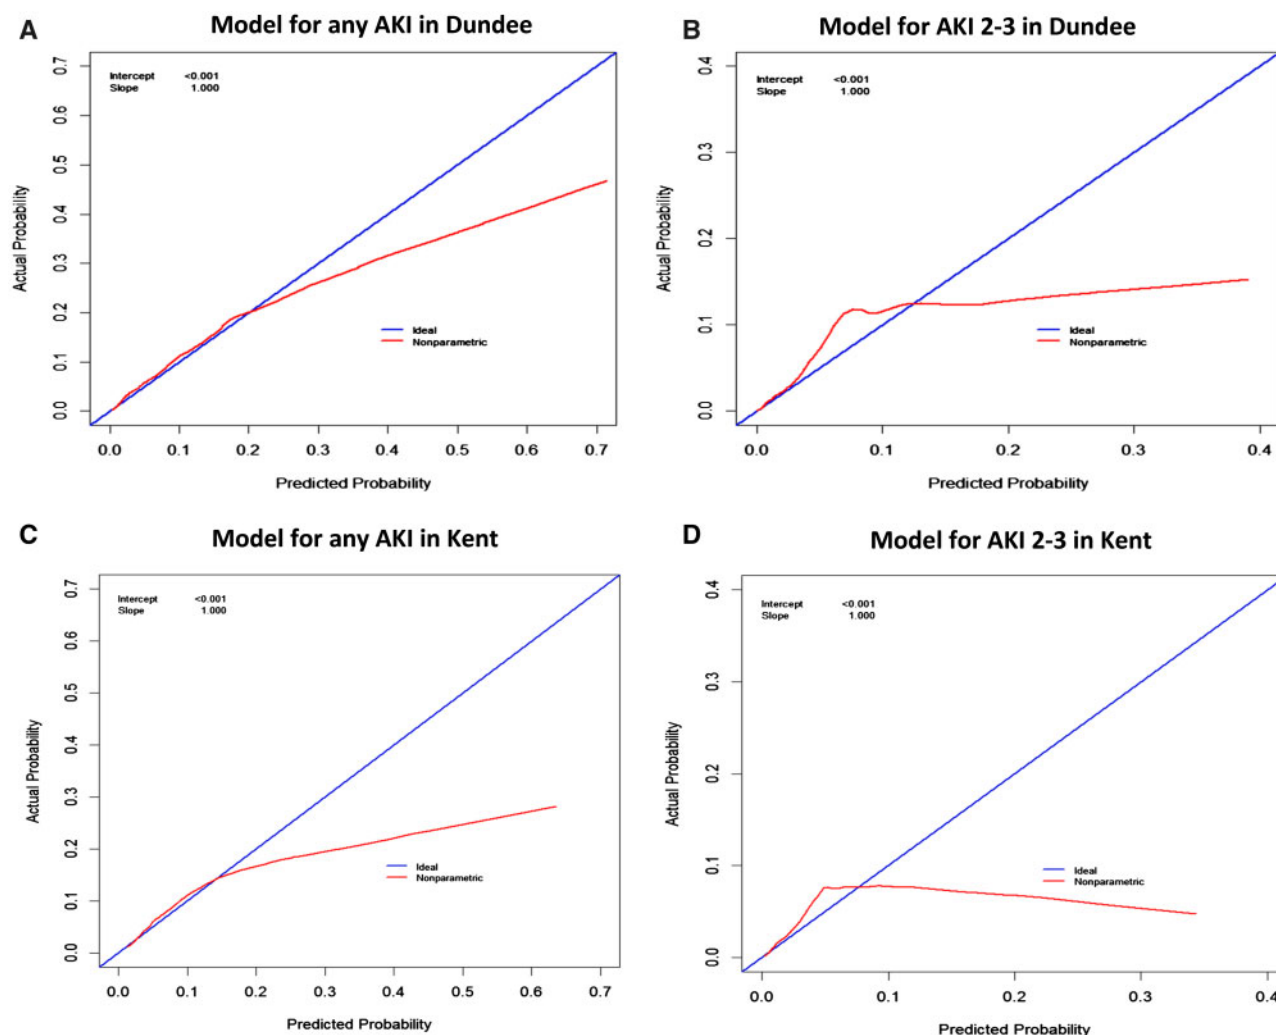 A
Model for any AKI in Dundee
Intercept <0.001
Slope 1.000
0.7
0.6
0.5
0.4
0.3
0.2
0.1
0.0
Actual Probability
Ideal
Nonparametric
0.0 0.1 0.2 0.3 0.4 0.5 0.6 0.7
Predicted Probability
B
Model for AKI 2-3 in Dundee
Intercept <0.001
Slope 1.000
0.4
0.3
0.2
0.1
0.0
Actual Probability
Ideal
Nonparametric
0.0 0.1 0.2 0.3 0.4
Predicted Probability
C
Model for any AKI in Kent
Intercept <0.001
Slope 1.000
0.7
0.6
0.5
0.4
0.3
0.2
0.1
0.0
Actual Probability
Ideal
Nonparametric
0.0 0.1 0.2 0.3 0.4 0.5 0.6 0.7
Predicted Probability
D
Model for AKI 2-3 in Kent
Intercept <0.001
Slope 1.000
0.4
0.3
0.2
0.1
0.0
Actual Probability
Ideal
Nonparametric
0.0 0.1 0.2 0.3 0.4
Predicted Probability